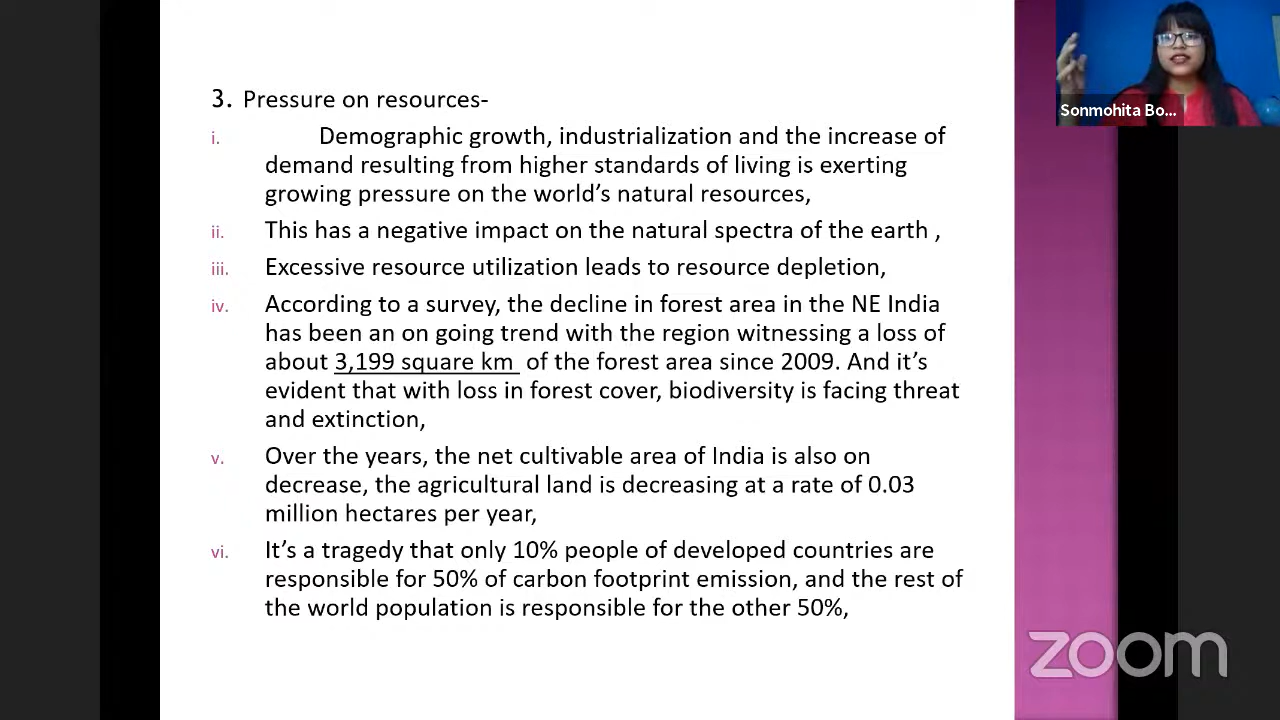 3. Pressure on resources-
i. Demographic growth, industrialization and the increase of
demand resulting from higher standards of living is exerting
growing pressure on the world's natural resources,
ii. This has a negative impact on the natural spectra of the earth ,
iii. Excessive resource utilization leads to resource depletion,
iv. According to a survey, the decline in forest area in the NE India
has been an on going trend with the region witnessing a loss of
about 3,199 square km of the forest area since 2009. And it's
evident that with loss in forest cover, biodiversity is facing threat
and extinction,
v. Over the years, the net cultivable area of India is also on
decrease, the agricultural land is decreasing at a rate of 0.03
million hectares per year,
vi. It's a tragedy that only 10% people of developed countries are
responsible for 50% of carbon footprint emission, and the rest of
the world population is responsible for the other 50%,
Sonmohita Bo...
zoom